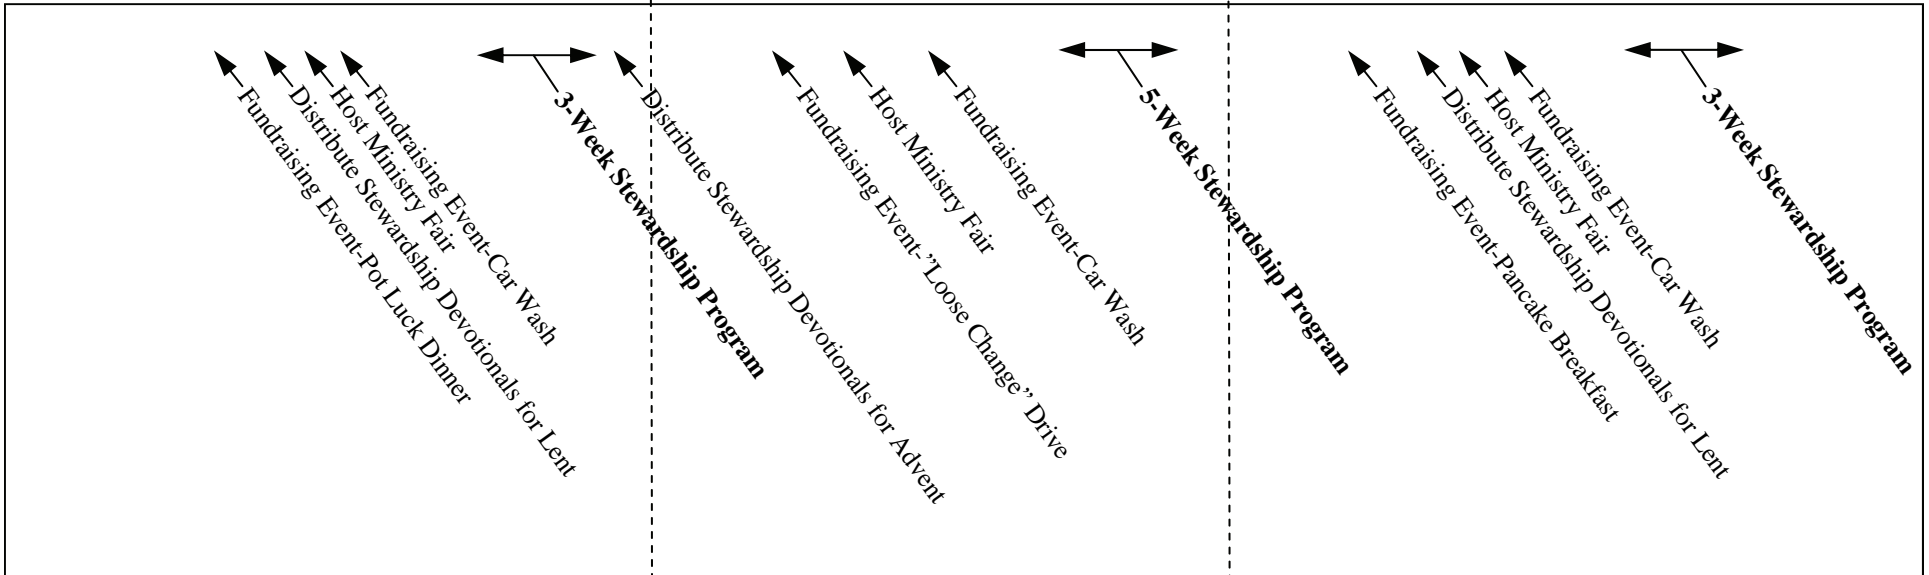 Fundraising Event-Pot Luck Dinner
Distribute Stewardship Devotionals for Lent
Host Ministry Fair
Fundraising Event-Car Wash
3-Week Stewardship Program
Distribute Stewardship Devotionals for Advent
Fundraising Event-”Loose Change” Drive
Host Ministry Fair
Fundraising Event-Car Wash
5-Week Stewardship Program
Fundraising Event-Pancake Breakfast
Distribute Stewardship Devotionals for Lent
Host Ministry Fair
Fundraising Event-Car Wash
3-Week Stewardship Program